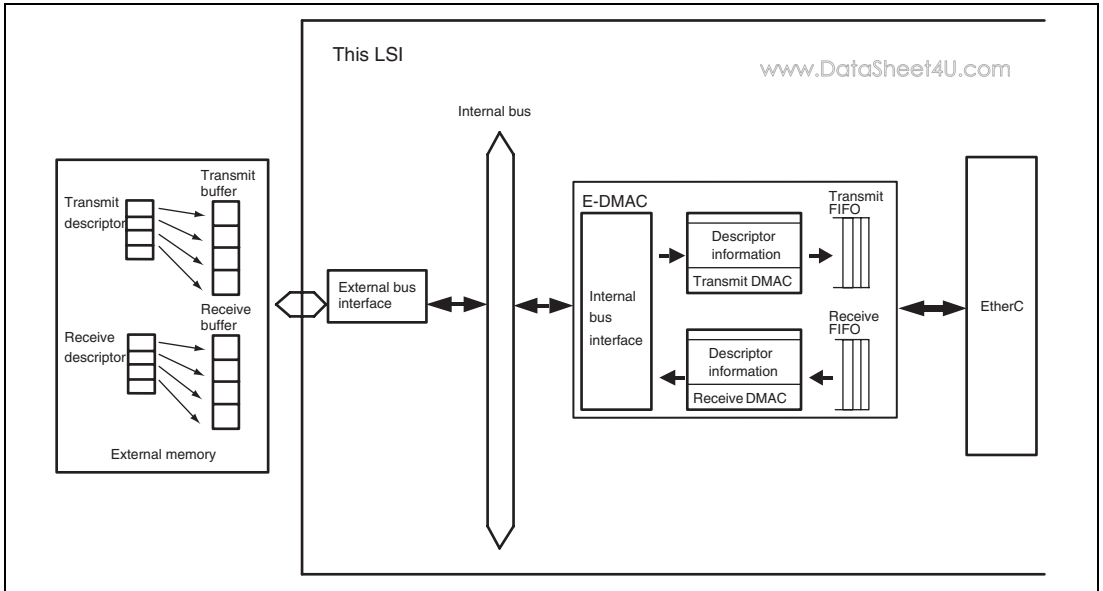 This LSI
www.DataSheet4U.com
Internal bus
Transmit
descriptor
Transmit
buffer
Receive
descriptor
Receive
buffer
External memory
External bus
interface
E-DMAC
Internal
bus
interface
Descriptor
information
Transmit DMAC
Transmit
FIFO
Descriptor
information
Receive DMAC
Receive
FIFO
EtherC